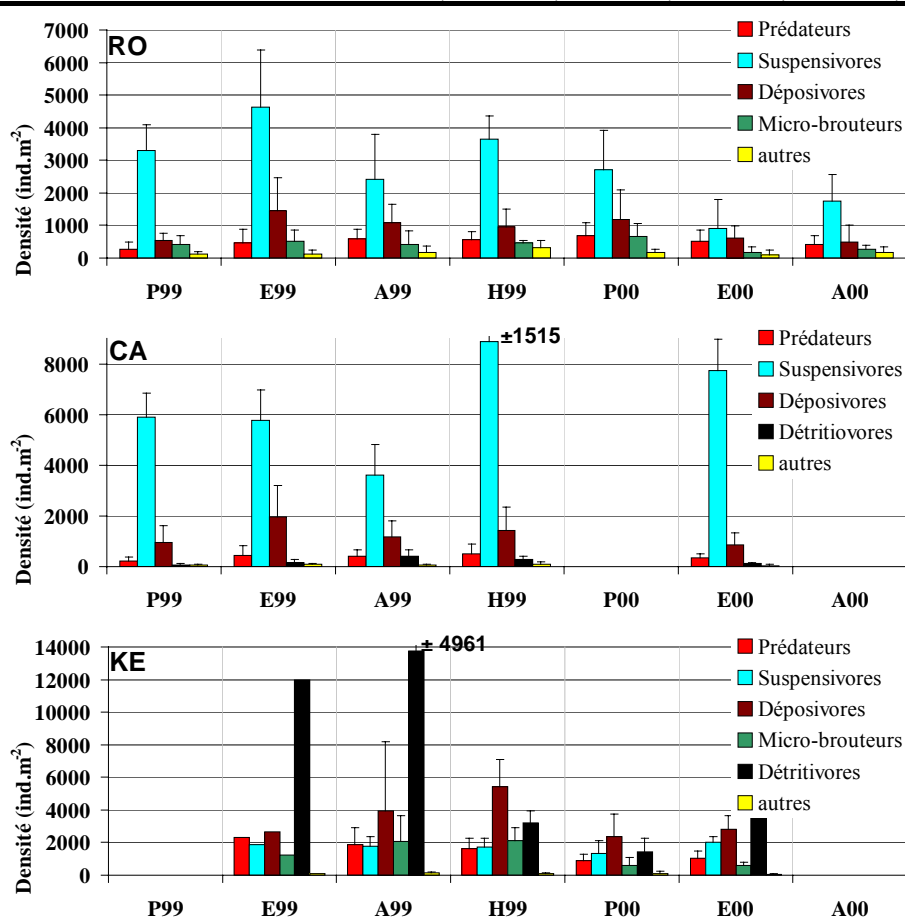 RO
Densité (ind.m⁻²)
7000
6000
5000
4000
3000
2000
1000
0
Prédateurs
Suspensivores
Déposivores
Micro-brouteurs
autres
P99 E99 A99 H99 P00 E00 A00
CA
±1515
Densité (ind.m⁻²)
8000
6000
4000
2000
0
Prédateurs
Suspensivores
Déposivores
Détritiovores
autres
P99 E99 A99 H99 P00 E00 A00
KE
± 4961
Densité (ind.m⁻²)
14000
12000
10000
8000
6000
4000
2000
0
Prédateurs
Suspensivores
Déposivores
Micro-brouteurs
Détritivores
autres
P99 E99 A99 H99 P00 E00 A00